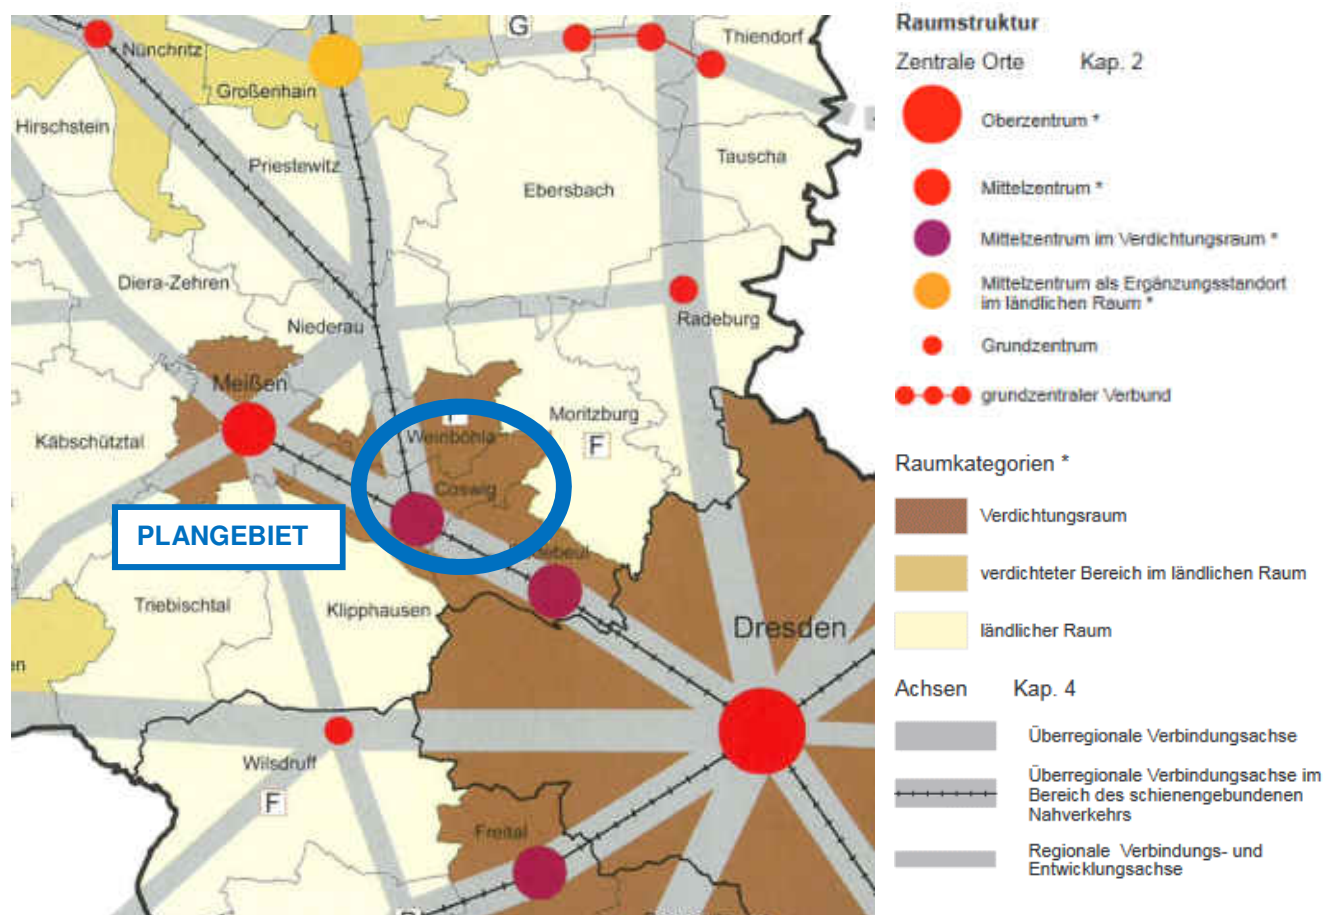 G
Thiendorf
Nünchritz
Großenhain
Hirschstein
Priestewitz
Tauscha
Ebersbach
Diera-Zehren
Niederau
Radeburg
Meißen
Moritzburg
F
Käbschütztal
Weinböhla
Coswig
PLANGEBIET
Triebischtal
Klipphausen
Dresden
en
Wilsdruff
F
Freital
Raumstruktur
Zentrale Orte Kap. 2
Oberzentrum *
Mittelzentrum *
Mittelzentrum im Verdichtungsraum *
Mittelzentrum als Ergänzungsstandort
im ländlichen Raum *
Grundzentrum
grundzentraler Verbund
Raumkategorien *
Verdichtungsraum
verdichteter Bereich im ländlichen Raum
ländlicher Raum
Achsen Kap. 4
Überregionale Verbindungsachse
Überregionale Verbindungsachse im
Bereich des schienengebundenen
Nahverkehrs
Regionale Verbindungs- und
Entwicklungsachse